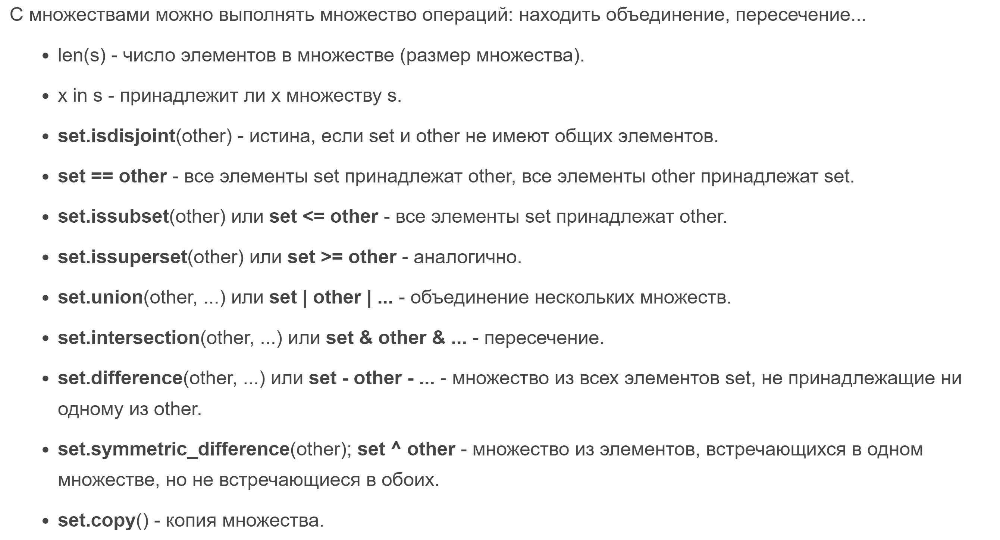 С множествами можно выполнять множество операций: находить объединение, пересечение...
• len(s) - число элементов в множестве (размер множества).
• x in s - принадлежит ли x множеству s.
• set.isdisjoint(other) - истина, если set и other не имеют общих элементов.
• set == other - все элементы set принадлежат other, все элементы other принадлежат set.
• set.issubset(other) или set <= other - все элементы set принадлежат other.
• set.issuperset(other) или set >= other - аналогично.
• set.union(other, ...) или set | other | ... - объединение нескольких множеств.
• set.intersection(other, ...) или set & other & ... - пересечение.
• set.difference(other, ...) или set - other - ... - множество из всех элементов set, не принадлежащие ни
одному из other.
• set.symmetric_difference(other); set ^ other - множество из элементов, встречающихся в одном
множестве, но не встречающиеся в обоих.
• set.copy() - копия множества.